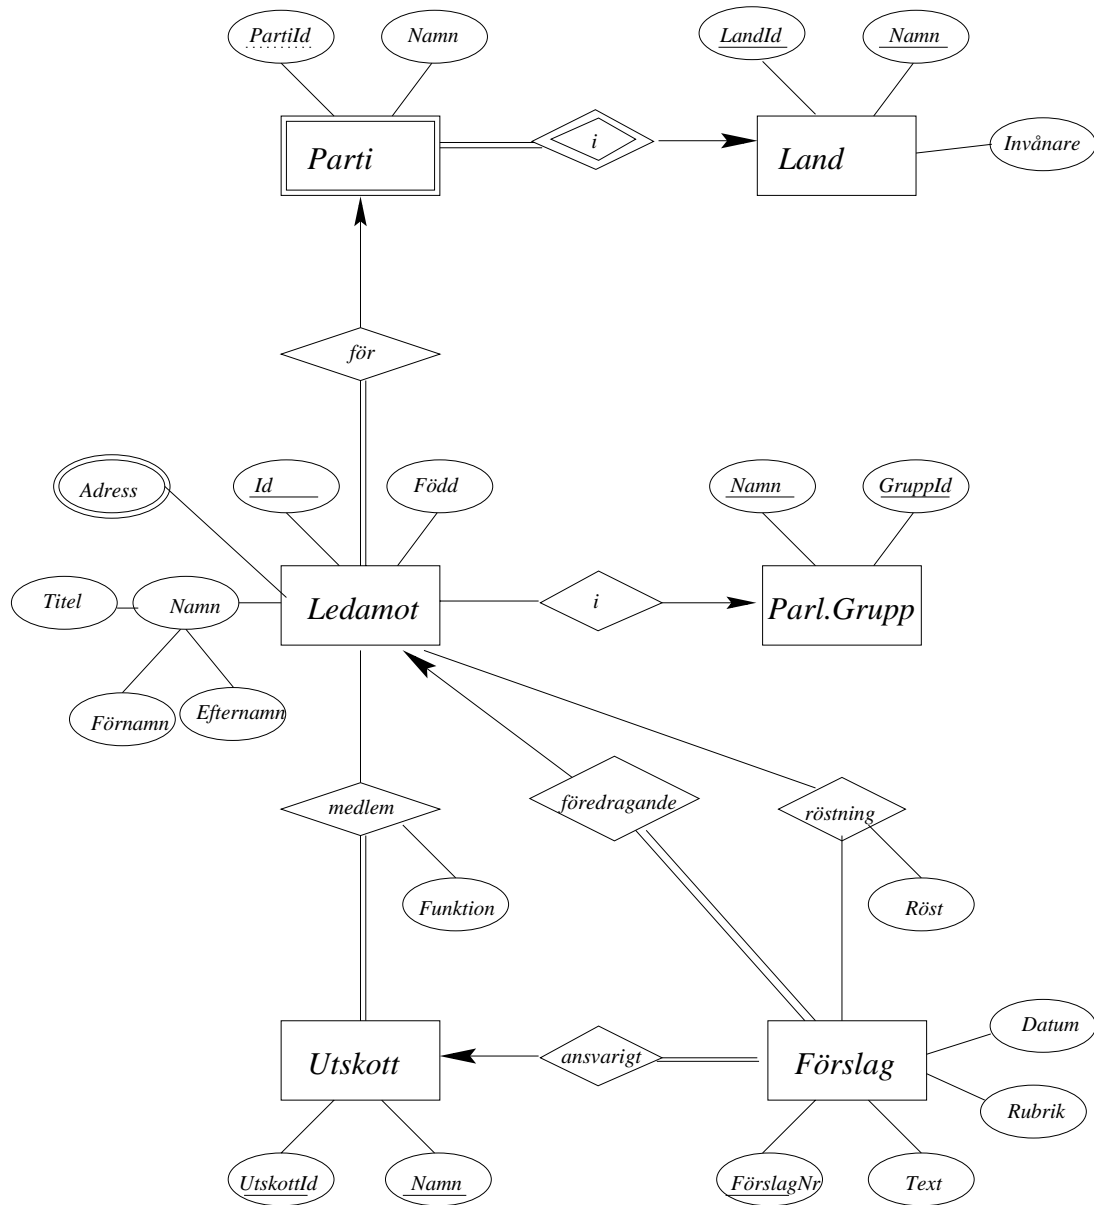 PartiId
Namn
LandId
Namn
Parti
i
Land
Invånare
för
Adress
Id
Född
Namn
GruppId
Titel
Namn
Ledamot
i
Parl.Grupp
Förnamn
Efternamn
medlem
föredragande
röstning
Funktion
Röst
Utskott
ansvarigt
Förslag
Datum
Rubrik
UtskottId
Namn
FörslagNr
Text